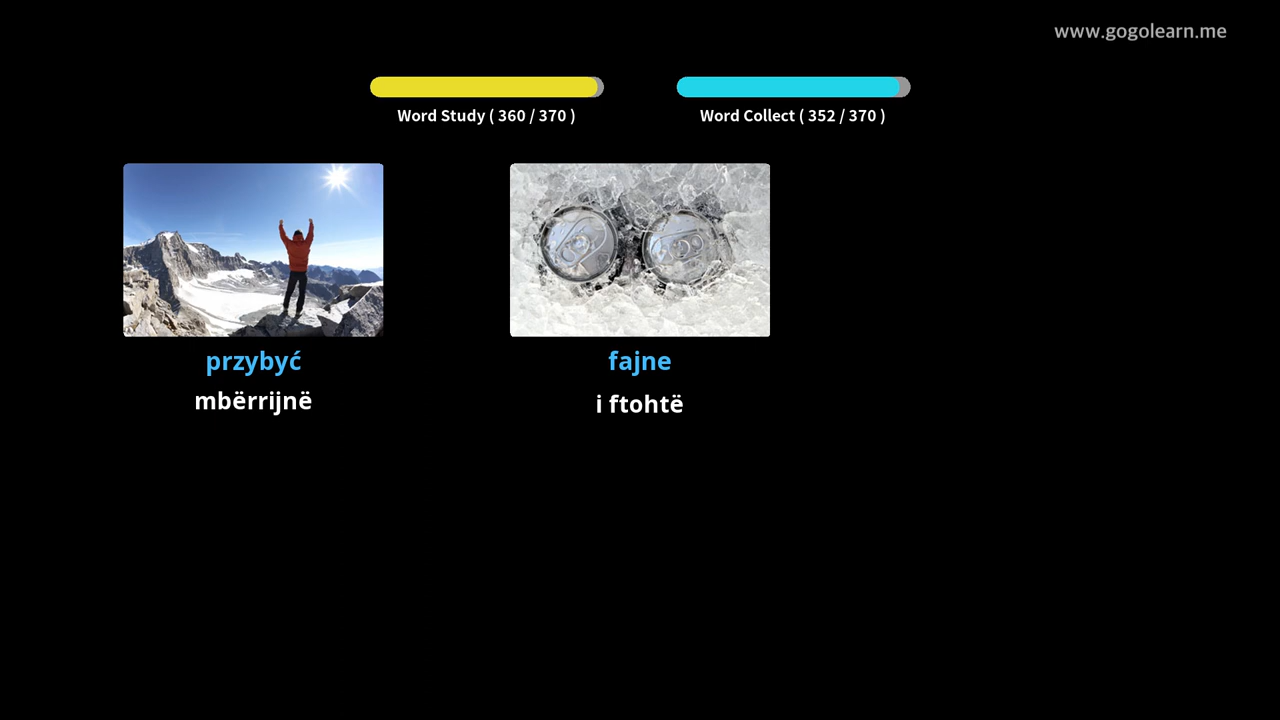 www.gogolearn.me
Word Study ( 360 / 370 )
Word Collect ( 352 / 370 )
przybyć
mbërrijnë
fajne
i ftohtë